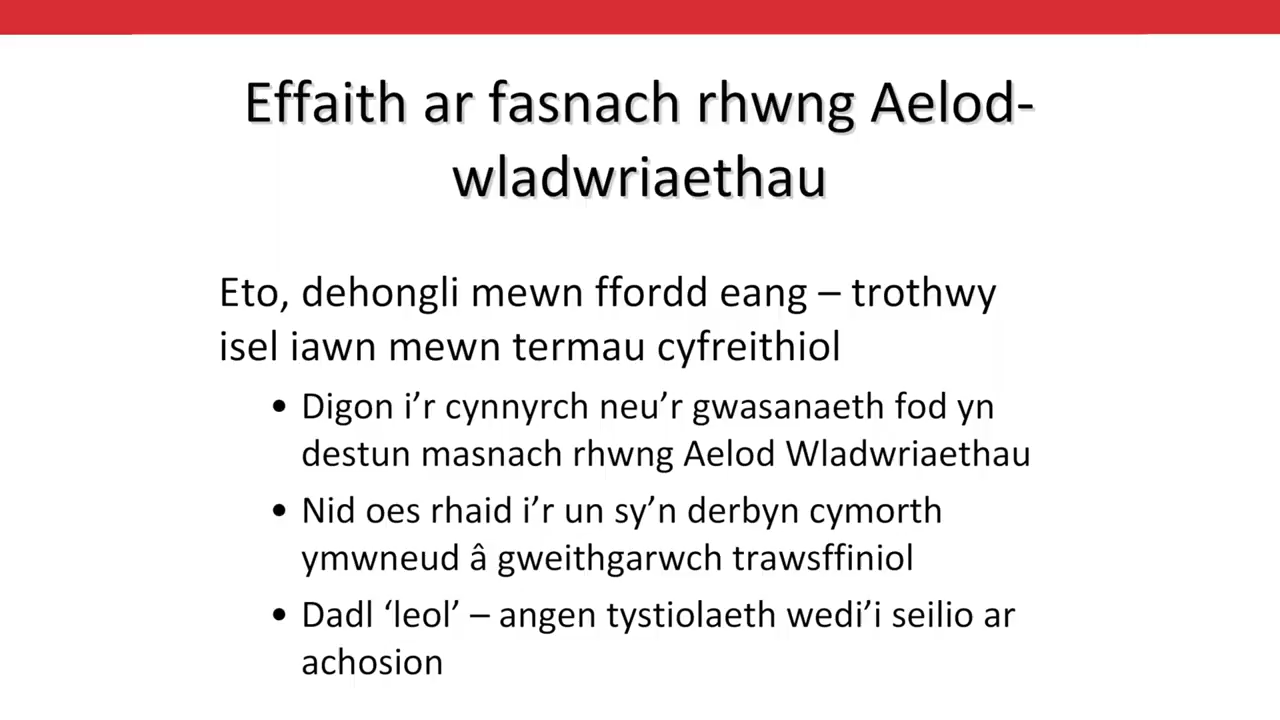 Effaith ar fasnach rhwng Aelod-
wladwriaethau
Eto, dehongli mewn ffordd eang – trothwy
isel iawn mewn termau cyfreithiol
• Digon i’r cynnyrch neu’r gwasanaeth fod yn
destun masnach rhwng Aelod Wladwriaethau
• Nid oes rhaid i’r un sy’n derbyn cymorth
ymwneud â gweithgarwch trawsffiniol
• Dadl ‘leol’ – angen tystiolaeth wedi’i seilio ar
achosion